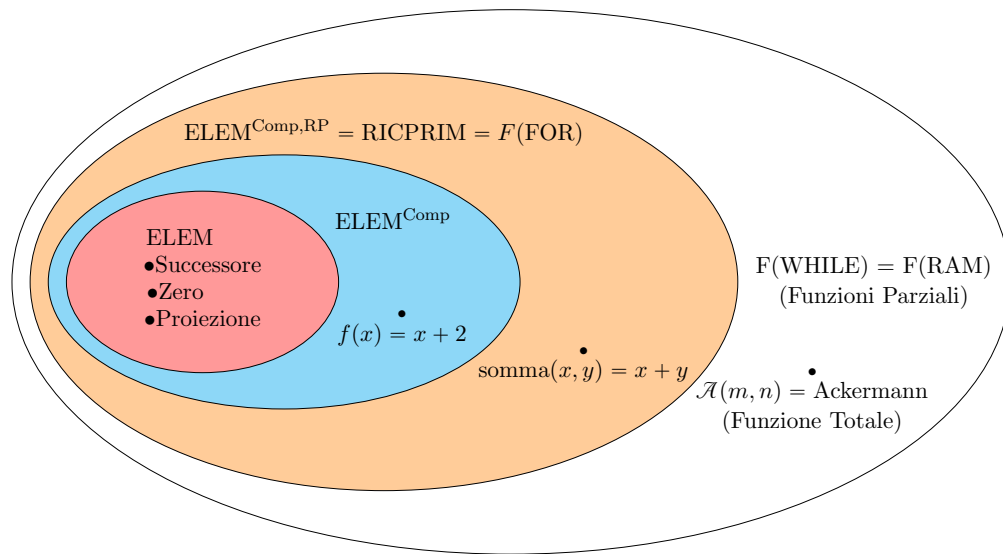 ELEM^Comp,RP = RICPRIM = F(FOR)
ELEM^Comp
ELEM
•Successore
•Zero
•Proiezione
f(x) = x + 2
somma(x, y) = x + y
F(WHILE) = F(RAM)
(Funzioni Parziali)
𝒜(m, n) = Ackermann
(Funzione Totale)